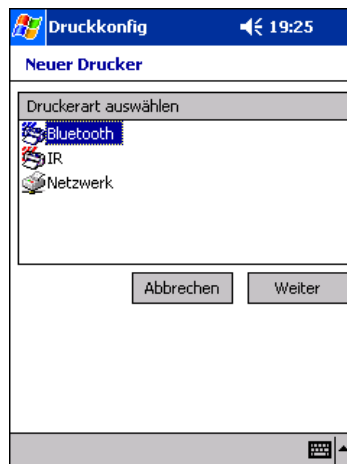 Druckkonfig 19:25
Neuer Drucker
Druckerart auswählen
Bluetooth
IR
Netzwerk
Abbrechen Weiter